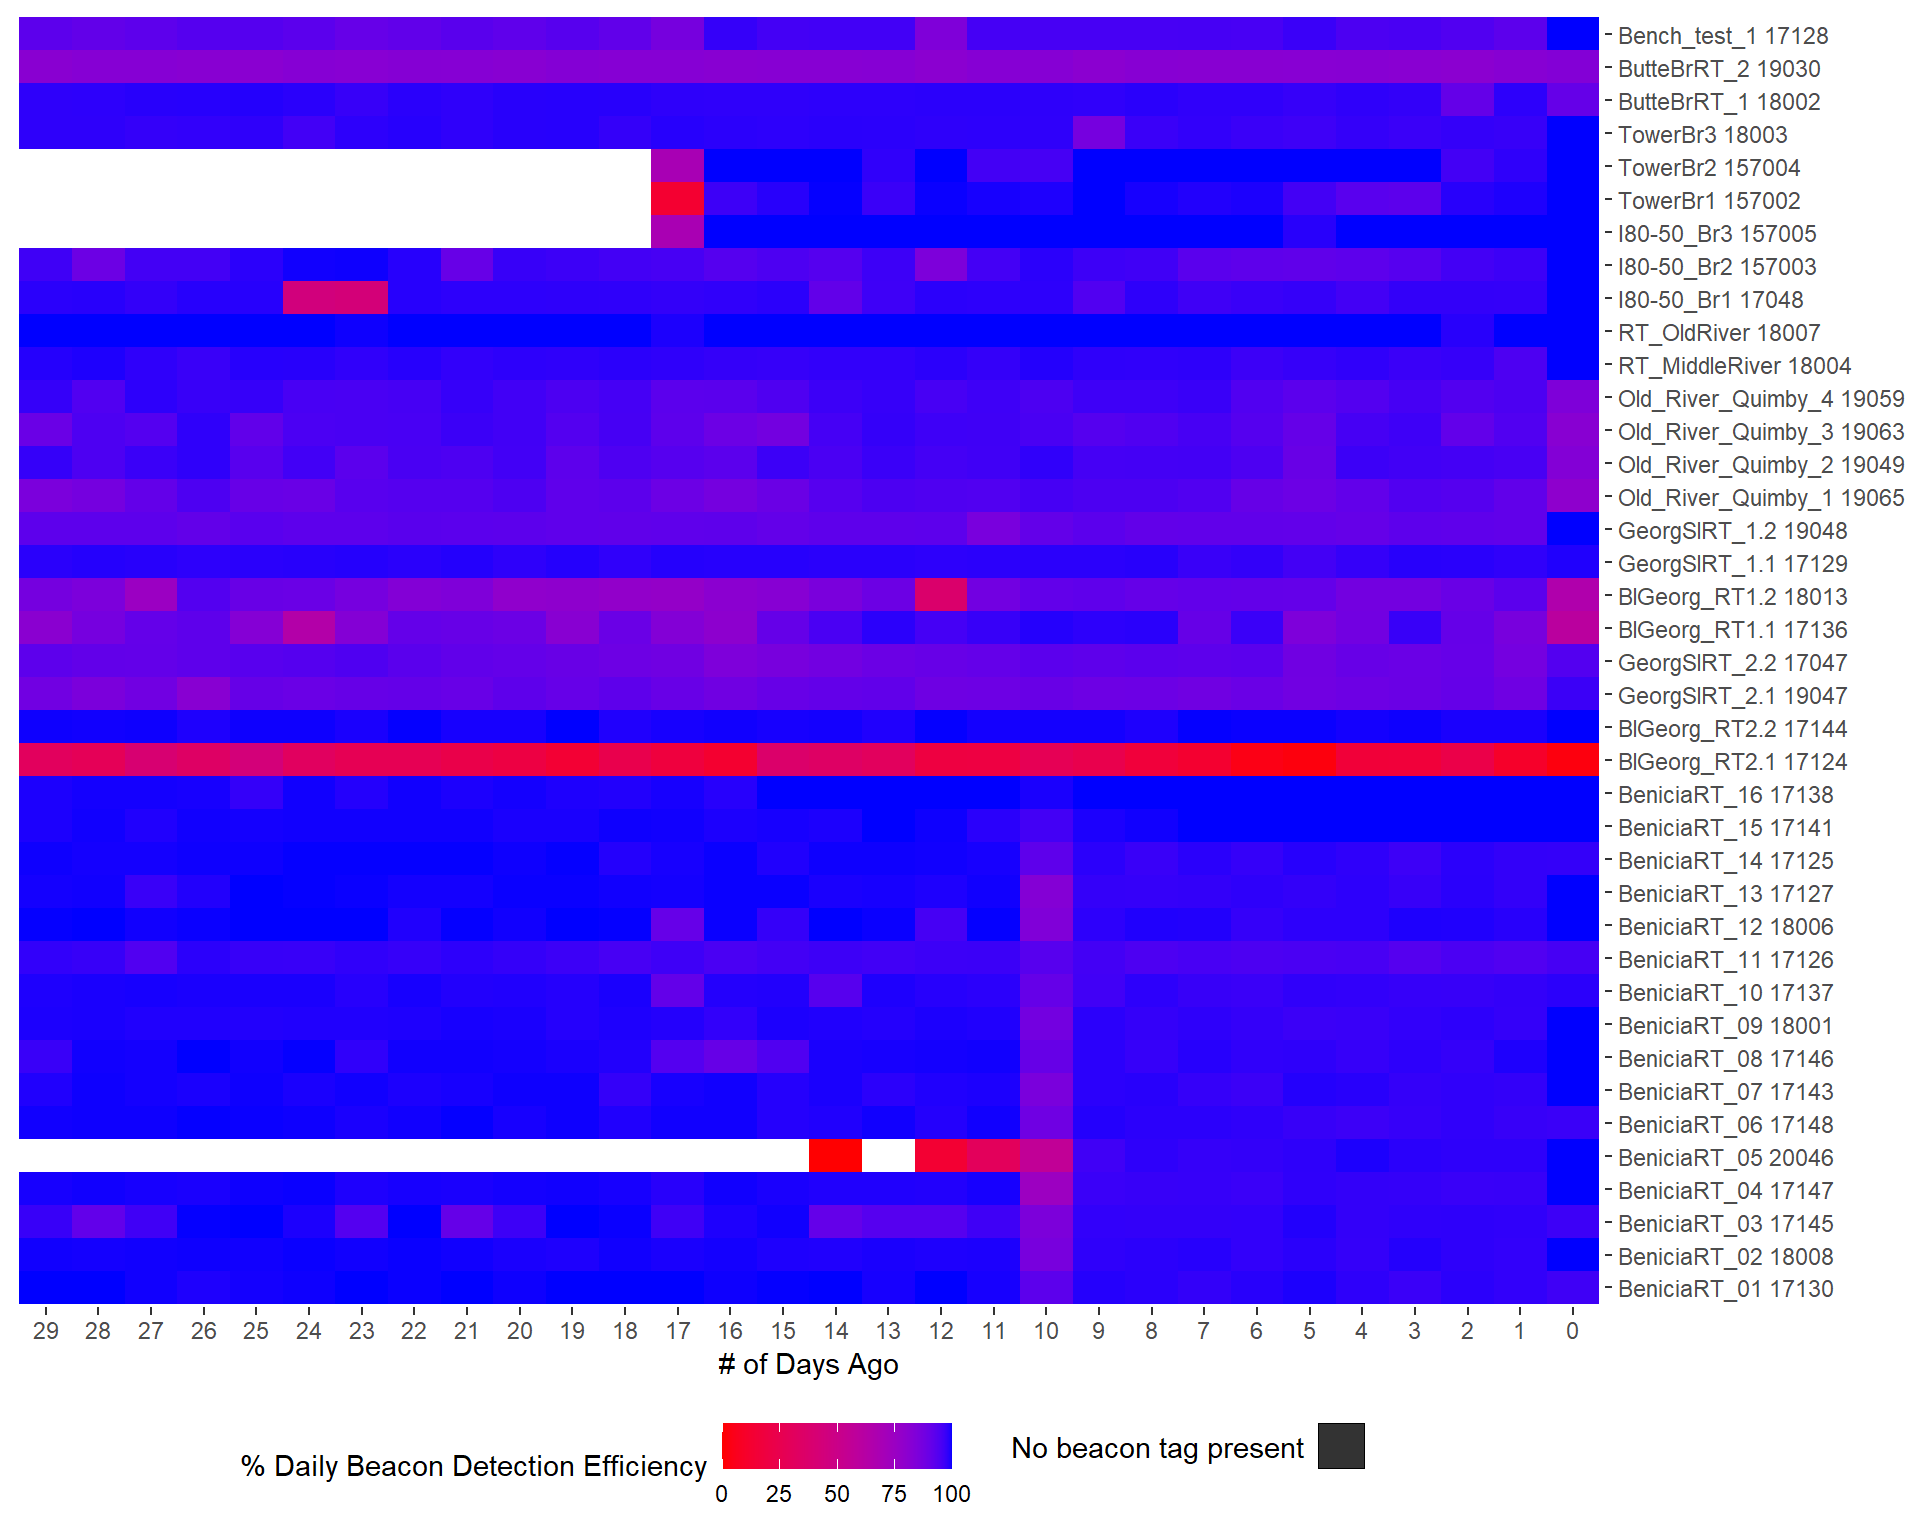 Bench_test_1 17128
ButteBrRT_2 19030
ButteBrRT_1 18002
TowerBr3 18003
TowerBr2 157004
TowerBr1 157002
I80-50_Br3 157005
I80-50_Br2 157003
I80-50_Br1 17048
RT_OldRiver 18007
RT_MiddleRiver 18004
Old_River_Quimby_4 19059
Old_River_Quimby_3 19063
Old_River_Quimby_2 19049
Old_River_Quimby_1 19065
GeorgSlRT_1.2 19048
GeorgSlRT_1.1 17129
BlGeorg_RT1.2 18013
BlGeorg_RT1.1 17136
GeorgSlRT_2.2 17047
GeorgSlRT_2.1 19047
BlGeorg_RT2.2 17144
BlGeorg_RT2.1 17124
BeniciaRT_16 17138
BeniciaRT_15 17141
BeniciaRT_14 17125
BeniciaRT_13 17127
BeniciaRT_12 18006
BeniciaRT_11 17126
BeniciaRT_10 17137
BeniciaRT_09 18001
BeniciaRT_08 17146
BeniciaRT_07 17143
BeniciaRT_06 17148
BeniciaRT_05 20046
BeniciaRT_04 17147
BeniciaRT_03 17145
BeniciaRT_02 18008
BeniciaRT_01 17130
29 28 27 26 25 24 23 22 21 20 19 18 17 16 15 14 13 12 11 10 9 8 7 6 5 4 3 2 1 0
# of Days Ago
% Daily Beacon Detection Efficiency
0 25 50 75 100
No beacon tag present